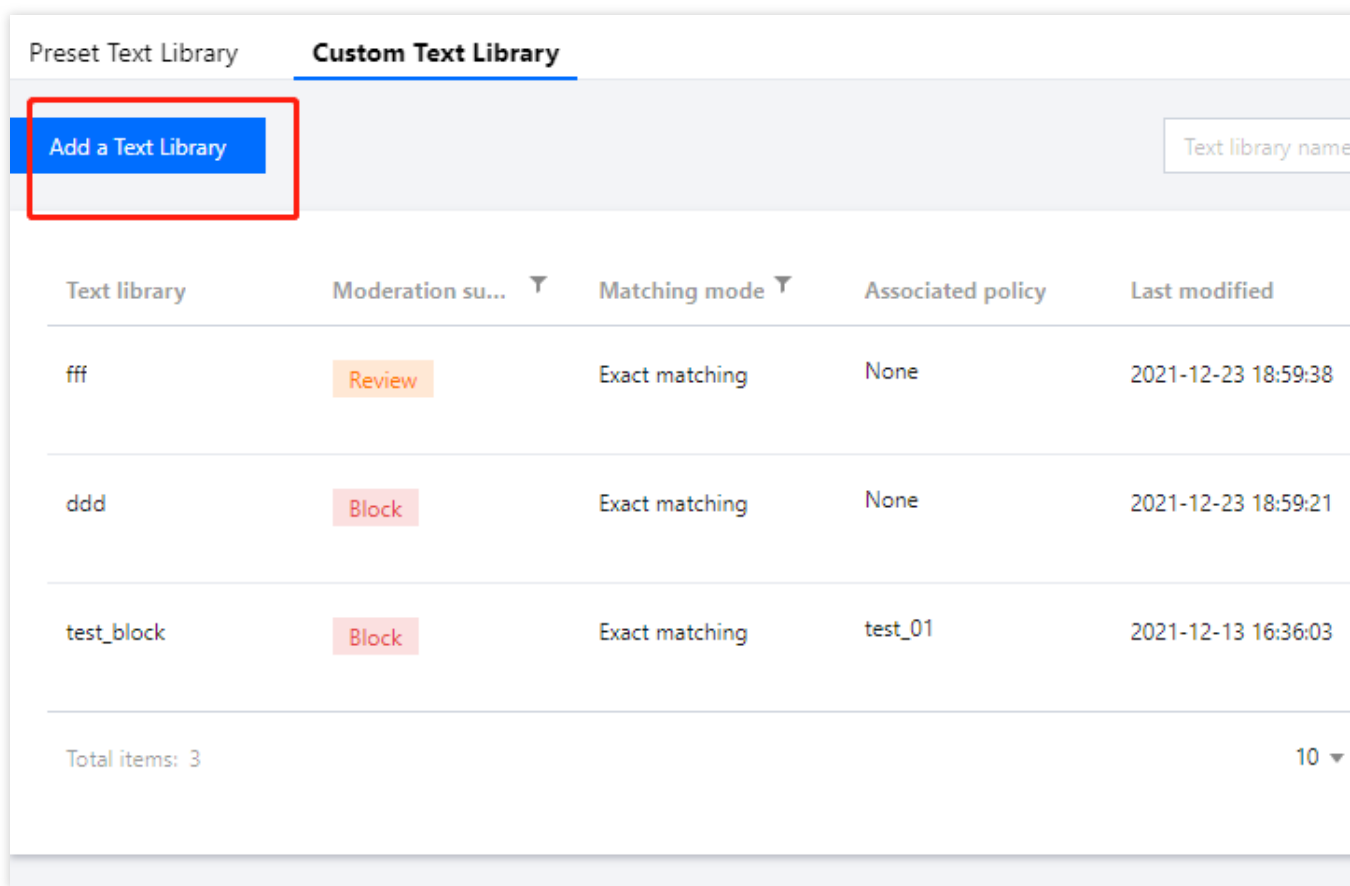 Preset Text Library Custom Text Library
Add a Text Library Text library name
Text library Moderation su... Matching mode Associated policy Last modified
fff Review Exact matching None 2021-12-23 18:59:38
ddd Block Exact matching None 2021-12-23 18:59:21
test_block Block Exact matching test_01 2021-12-13 16:36:03
Total items: 3 10